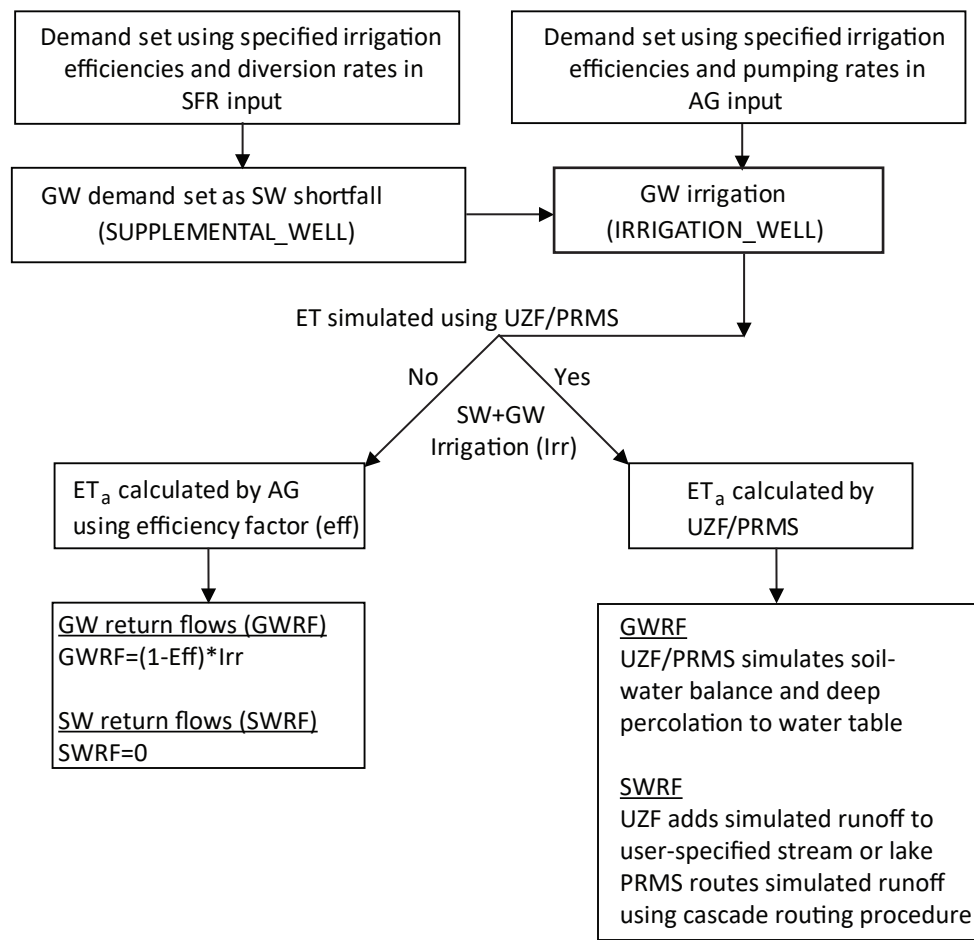 Demand set using specified irrigation
efficiencies and diversion rates in
SFR input
Demand set using specified irrigation
efficiencies and pumping rates in
AG input
GW demand set as SW shortfall
(SUPPLEMENTAL_WELL)
GW irrigation
(IRRIGATION_WELL)
ET simulated using UZF/PRMS
No
Yes
SW+GW
Irrigation (Irr)
ETa calculated by AG
using efficiency factor (eff)
ETa calculated by
UZF/PRMS
GW return flows (GWRF)
GWRF=(1-Eff)*Irr
SW return flows (SWRF)
SWRF=0
GWRF
UZF/PRMS simulates soil-
water balance and deep
percolation to water table
SWRF
UZF adds simulated runoff to
user-specified stream or lake
PRMS routes simulated runoff
using cascade routing procedure